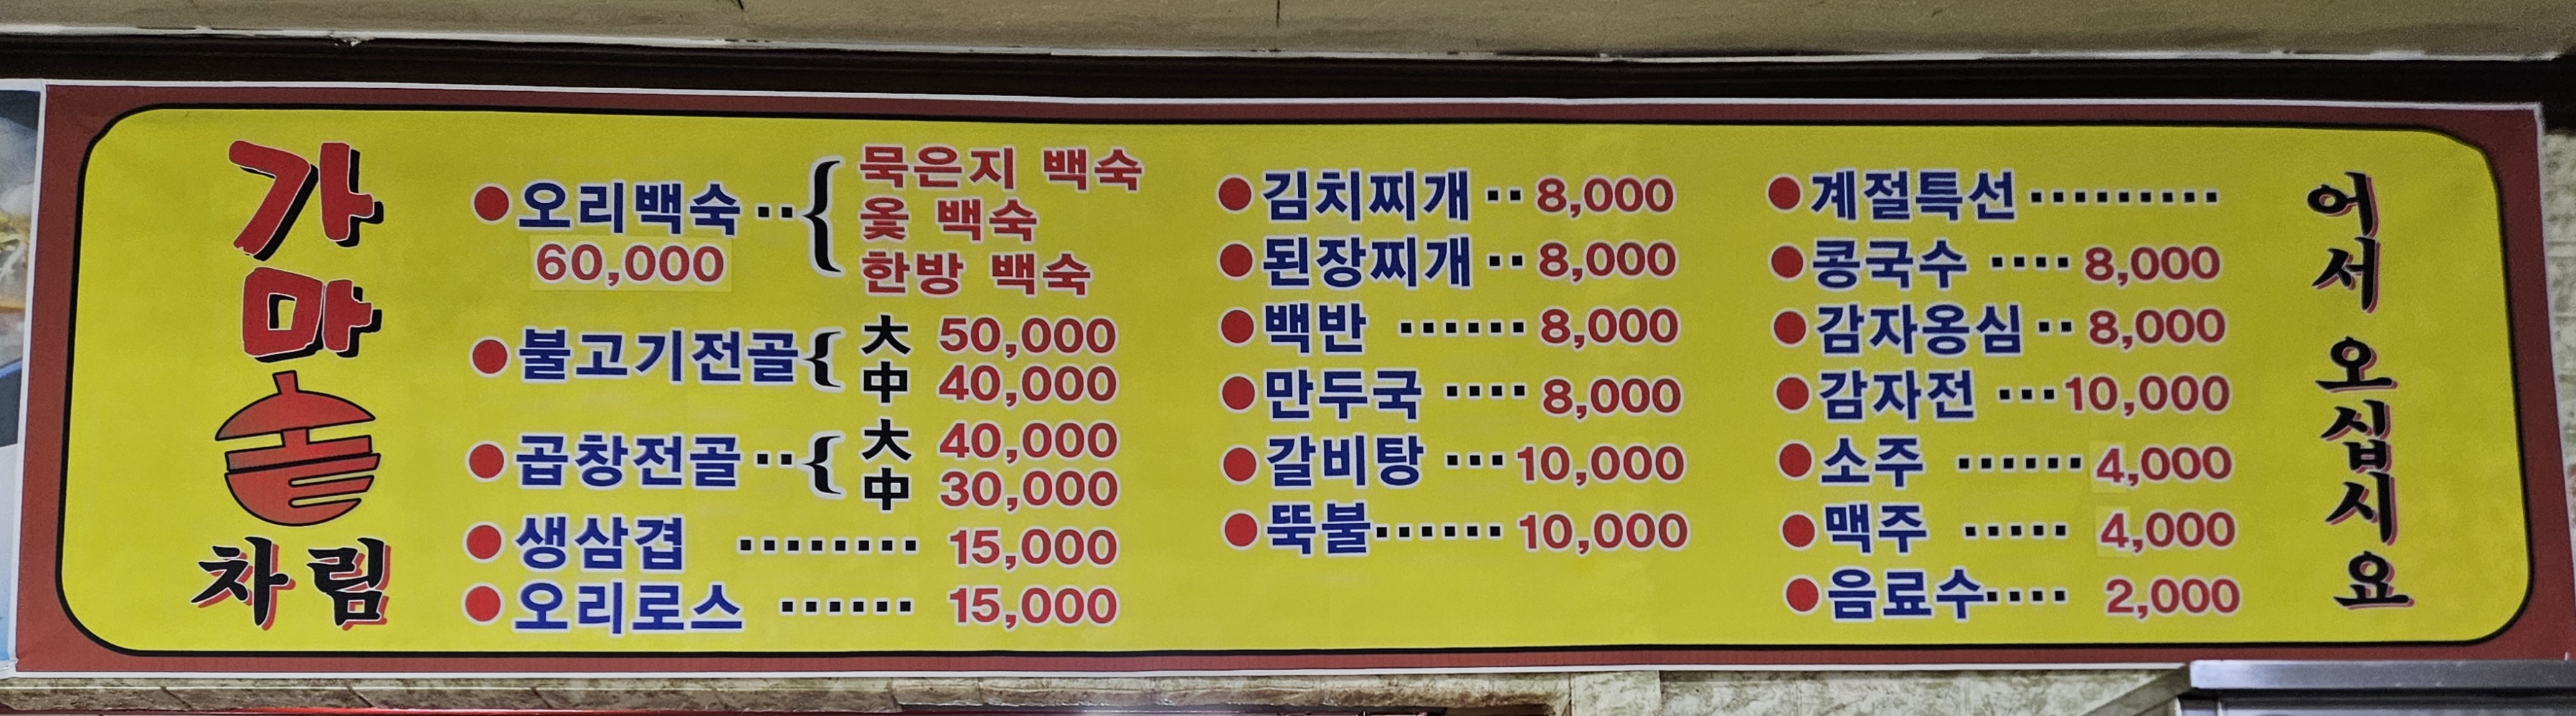 가마솥
차림
●오리백숙‥{
묵은지 백숙
옻 백숙
한방 백숙
60,000
●불고기전골{
大 50,000
中 40,000
●곱창전골‥{
大 40,000
中 30,000
●생삼겹 ········ 15,000
●오리로스 ······ 15,000
●김치찌개··8,000
●된장찌개··8,000
●백반 ······8,000
●만두국 ····8,000
●갈비탕 ···10,000
●뚝불······10,000
●계절특선·········
●콩국수 ····8,000
●감자옹심··8,000
●감자전 ···10,000
●소주 ······4,000
●맥주 ····· 4,000
●음료수···· 2,000
어서 오십시요